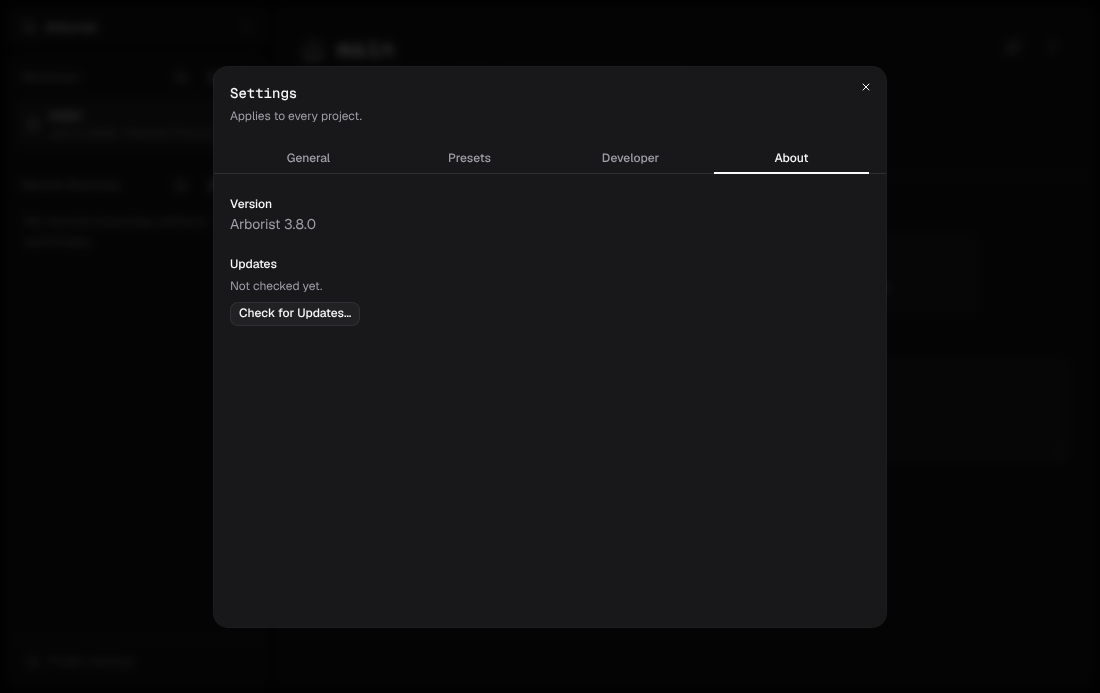 main
Settings
Applies to every project.
General
Presets
Developer
About
Version
Arborist 3.8.0
Updates
Not checked yet.
Check for Updates...